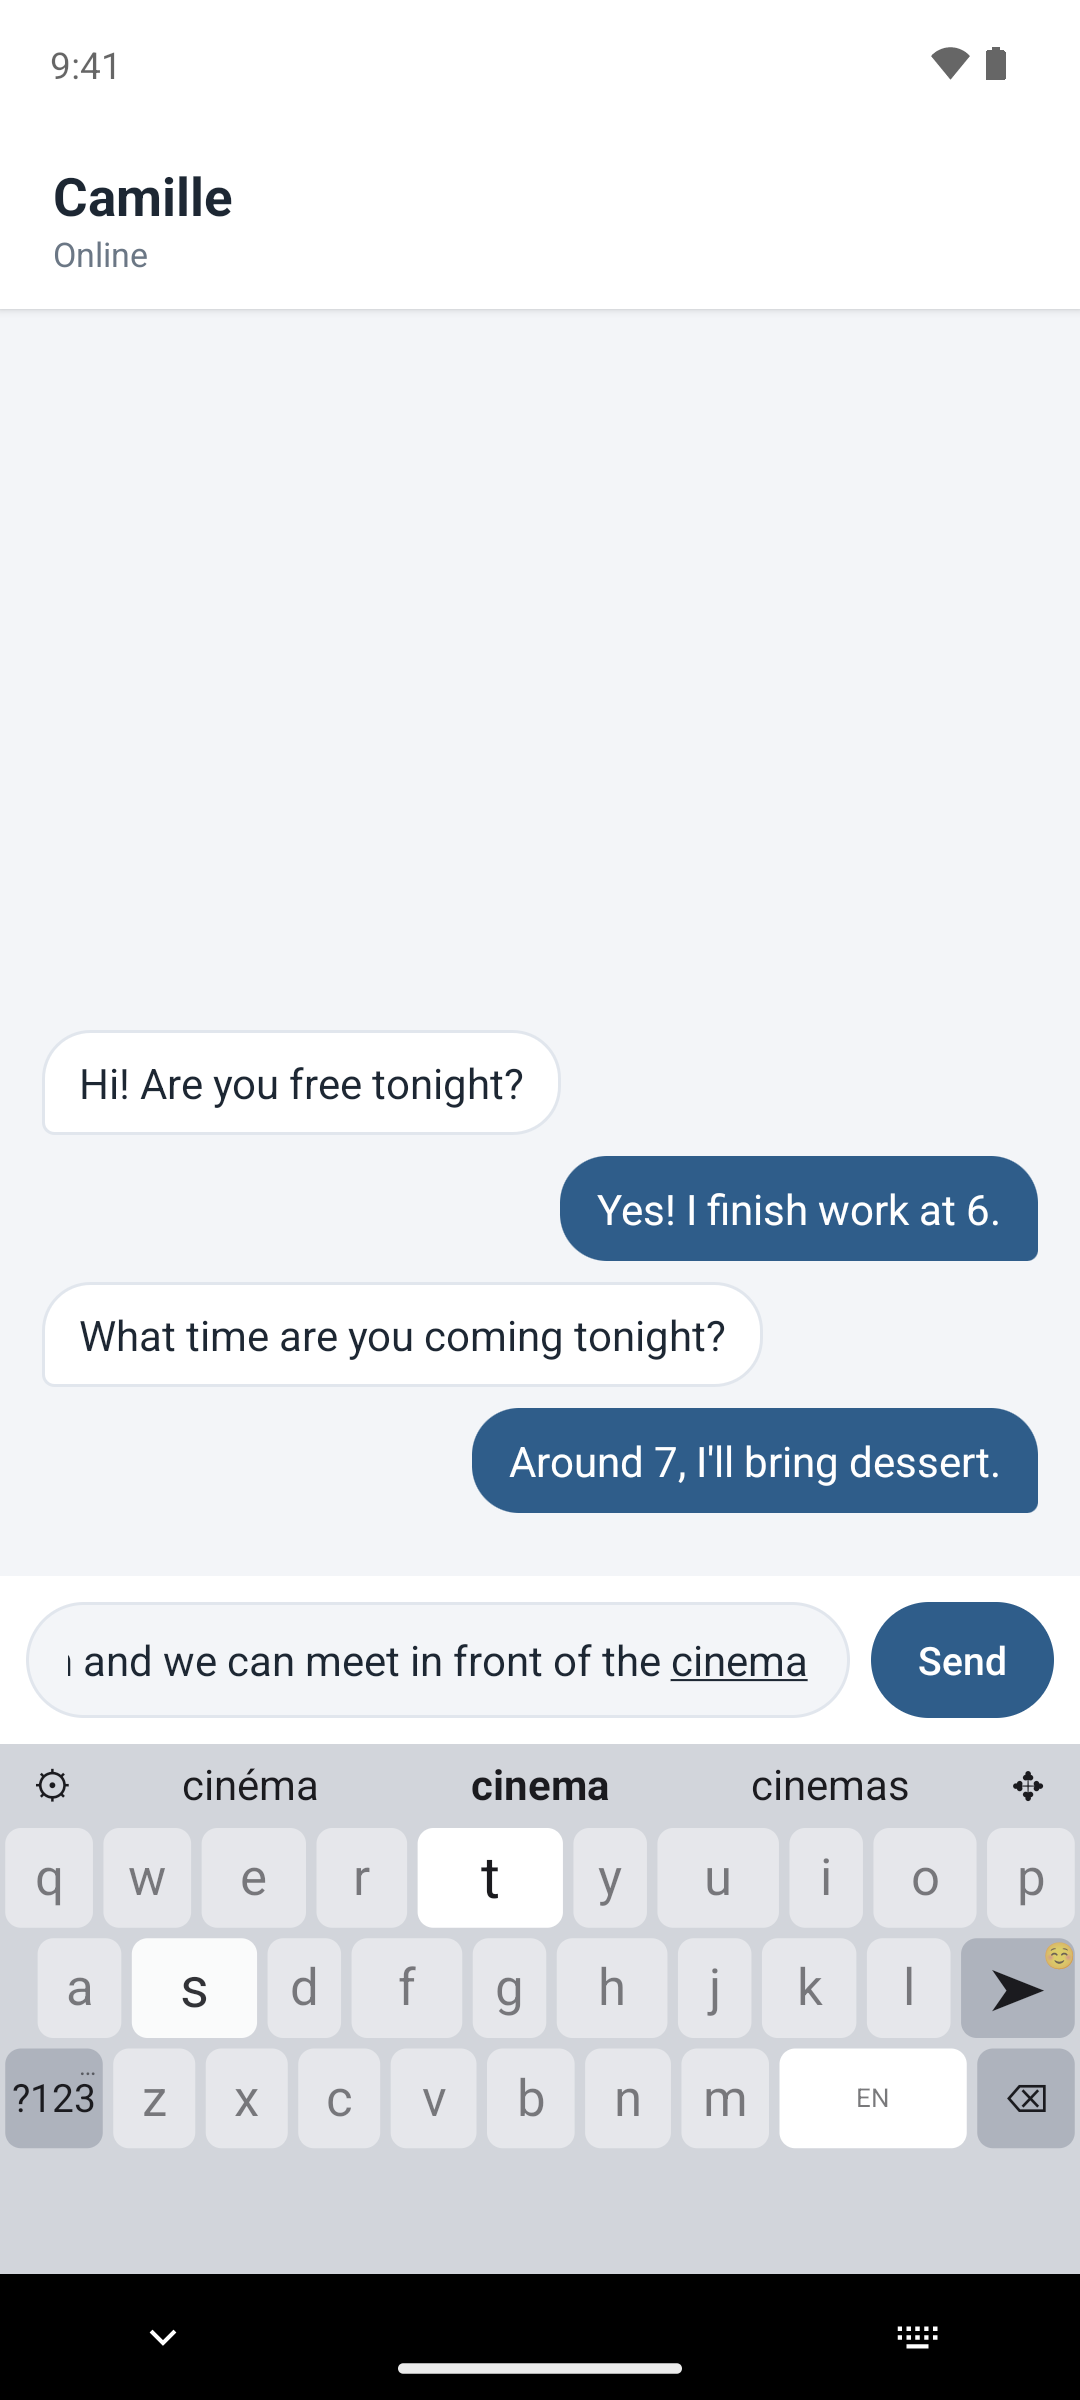 9:41
Camille
Online
Hi! Are you free tonight?
Yes! I finish work at 6.
What time are you coming tonight?
Around 7, I'll bring dessert.
and we can meet in front of the cinema
Send
cinéma cinema cinemas
q w e r t y u i o p
a s d f g h j k l
?123 z x c v b n m EN